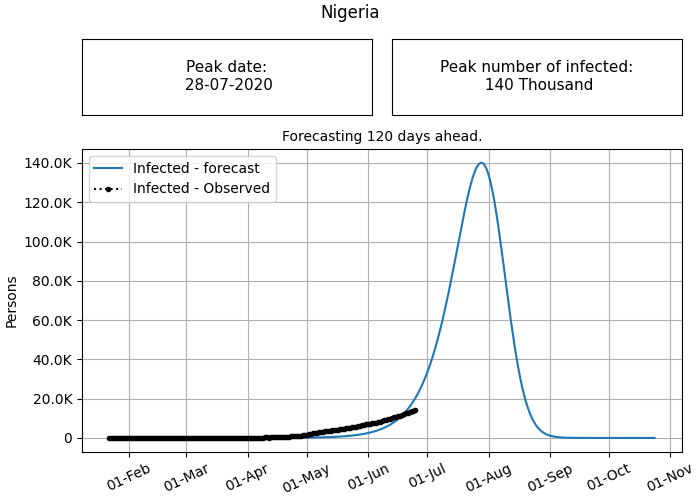 Nigeria
Peak date:
28-07-2020
Peak number of infected:
140 Thousand
Forecasting 120 days ahead.
Infected - forecast
Infected - Observed
140.0K
120.0K
100.0K
80.0K
60.0K
40.0K
20.0K
0
Persons
01-Feb
01-Mar
01-Apr
01-May
01-Jun
01-Jul
01-Aug
01-Sep
01-Oct
01-Nov